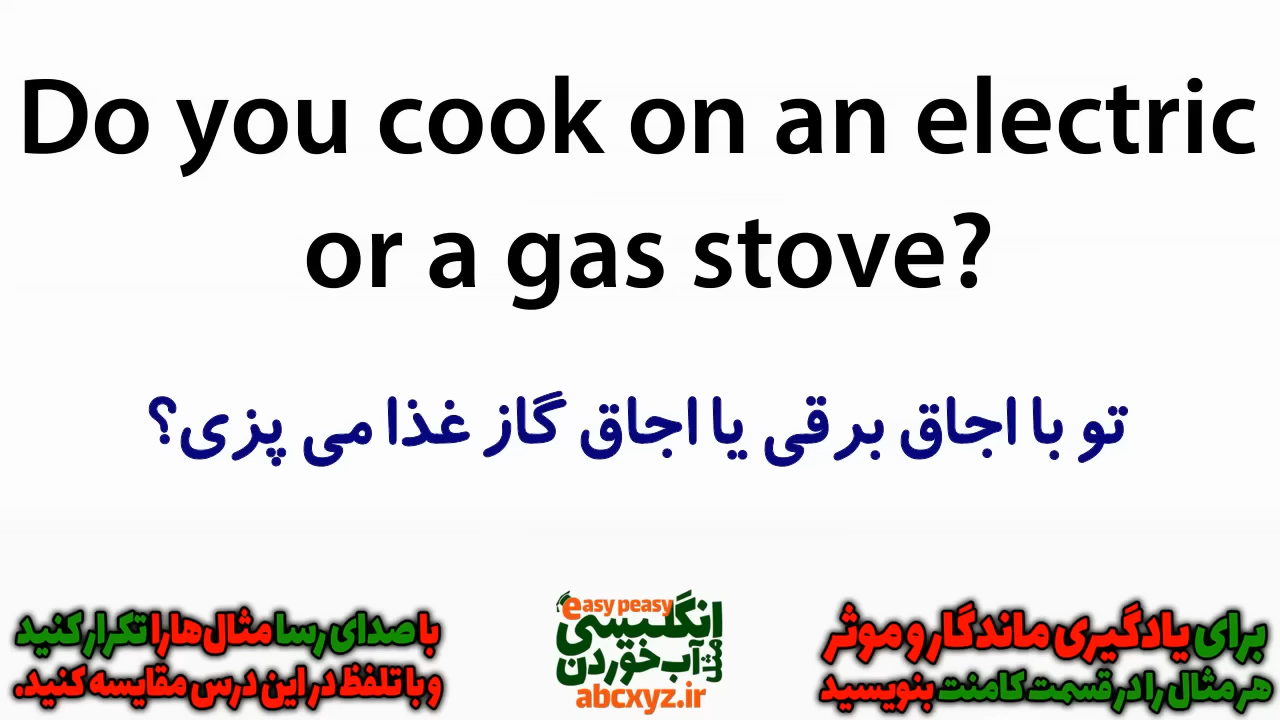 Do you cook on an electric
or a gas stove?
تو با اجاق برقی یا اجاق گاز غذا می پزی؟
با صدای رسا مثال‌ها را تکرار کنید
و با تلفظ در این درس مقایسه کنید.
easy peasy
انگلیسی
مثل آب خوردن
abcxyz.ir
برای یادگیری ماندگار و موثر
هر مثال را در قسمت کامنت بنویسید